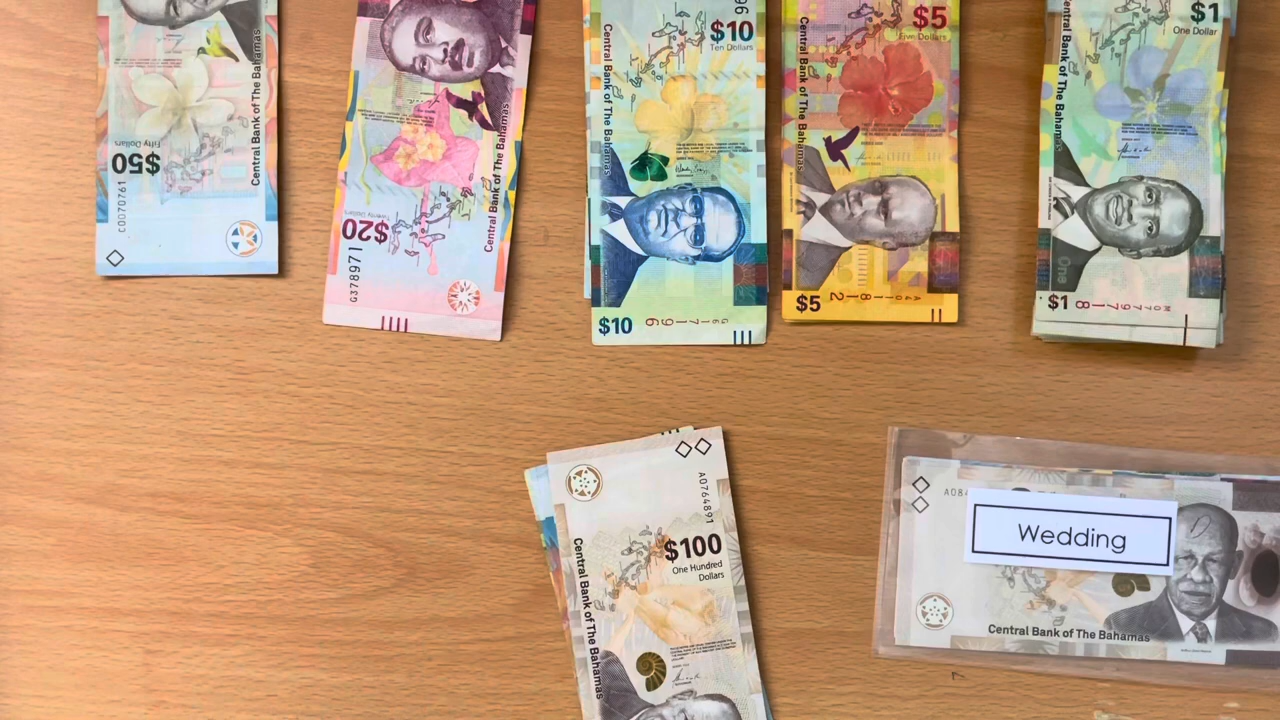 Central Bank of The Bahamas
$50
Fifty Dollars
C0070761
Central Bank of The Bahamas
$20
Twenty Dollars
G378971
$10
Ten Dollars
Central Bank of The Bahamas
$10
$5
Five Dollars
Central Bank of The Bahamas
$5
$1
One Dollar
Central Bank of The Bahamas
One
$1
A0764891
$100
One Hundred
Dollars
Central Bank of The Bahamas
A084
Wedding
Central Bank of The Bahamas